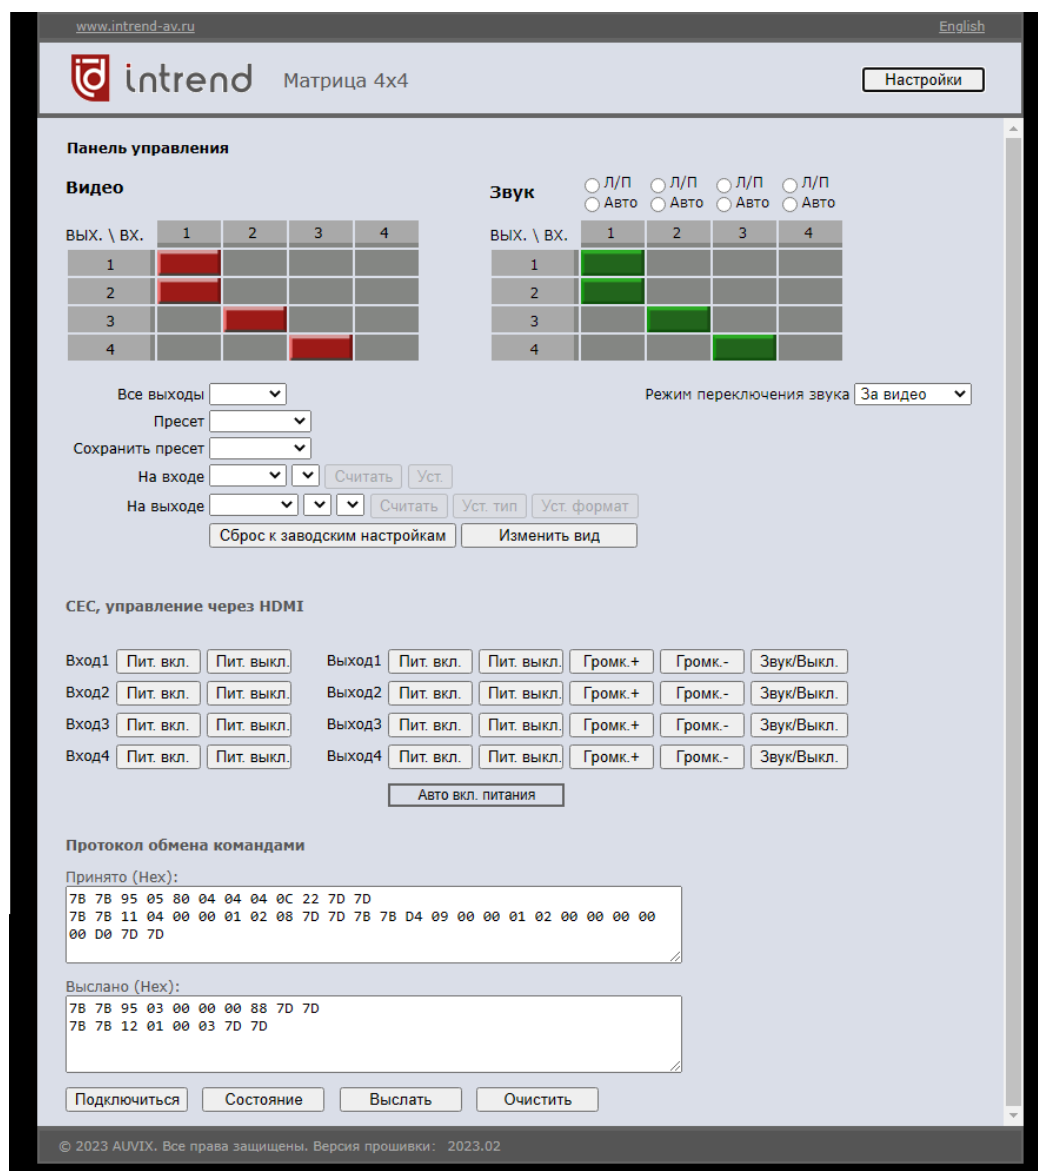 www.intrend-av.ru English
intrend Матрица 4x4 Настройки
Панель управления
Видео
Звук
Л/П Л/П Л/П Л/П
Авто Авто Авто Авто
ВЫХ. \ ВХ. 1 2 3 4 ВЫХ. \ ВХ. 1 2 3 4
1 1
2 2
3 3
4 4
Все выходы Режим переключения звука За видео
Пресет
Сохранить пресет
На входе Считать Уст.
На выходе Считать Уст. тип Уст. формат
Сброс к заводским настройкам Изменить вид
CEC, управление через HDMI
Вход1 Пит. вкл. Пит. выкл. Выход1 Пит. вкл. Пит. выкл. Громк.+ Громк.- Звук/Выкл.
Вход2 Пит. вкл. Пит. выкл. Выход2 Пит. вкл. Пит. выкл. Громк.+ Громк.- Звук/Выкл.
Вход3 Пит. вкл. Пит. выкл. Выход3 Пит. вкл. Пит. выкл. Громк.+ Громк.- Звук/Выкл.
Вход4 Пит. вкл. Пит. выкл. Выход4 Пит. вкл. Пит. выкл. Громк.+ Громк.- Звук/Выкл.
Авто вкл. питания
Протокол обмена командами
Принято (Hex):
7B 7B 95 05 80 04 04 04 0C 22 7D 7D
7B 7B 11 04 00 00 01 02 08 7D 7D 7B 7B D4 09 00 00 01 02 00 00 00 00
00 D0 7D 7D
Выслано (Hex):
7B 7B 95 03 00 00 00 88 7D 7D
7B 7B 12 01 00 03 7D 7D
Подключиться Состояние Выслать Очистить
© 2023 AUVIX. Все права защищены. Версия прошивки: 2023.02